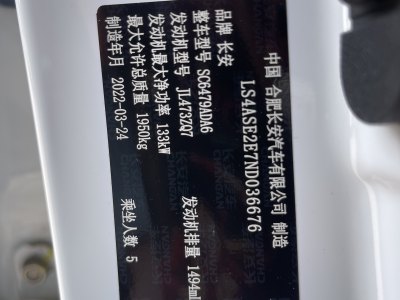 中国 合肥长安汽车有限公司 制造
LS4ASE2E7ND036676
品牌 长安
整车型号 SC6479ADA6
发动机型号 JL473ZQ7 发动机排量 1494ml
发动机最大净功率 133kW
最大允许总质量 1950kg 乘坐人数 5
制造年月 2022-03-24